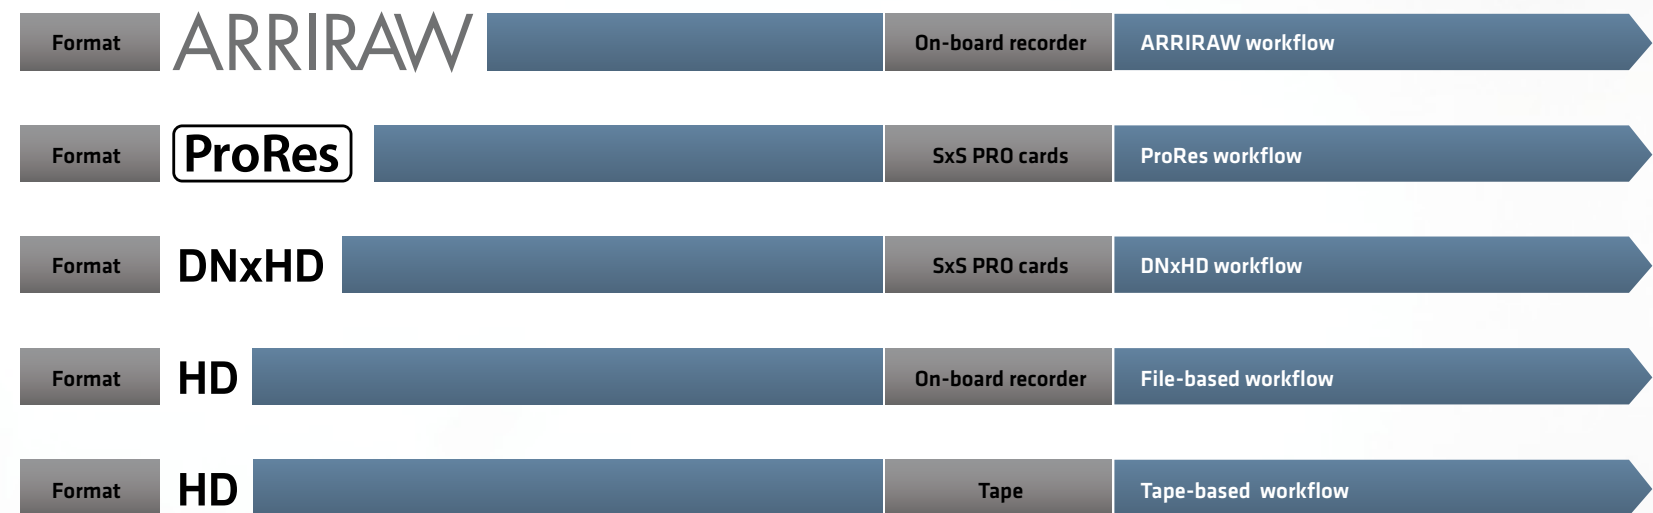 Format ARRIRAW On-board recorder ARRIRAW workflow
Format ProRes SxS PRO cards ProRes workflow
Format DNxHD SxS PRO cards DNxHD workflow
Format HD On-board recorder File-based workflow
Format HD Tape Tape-based workflow